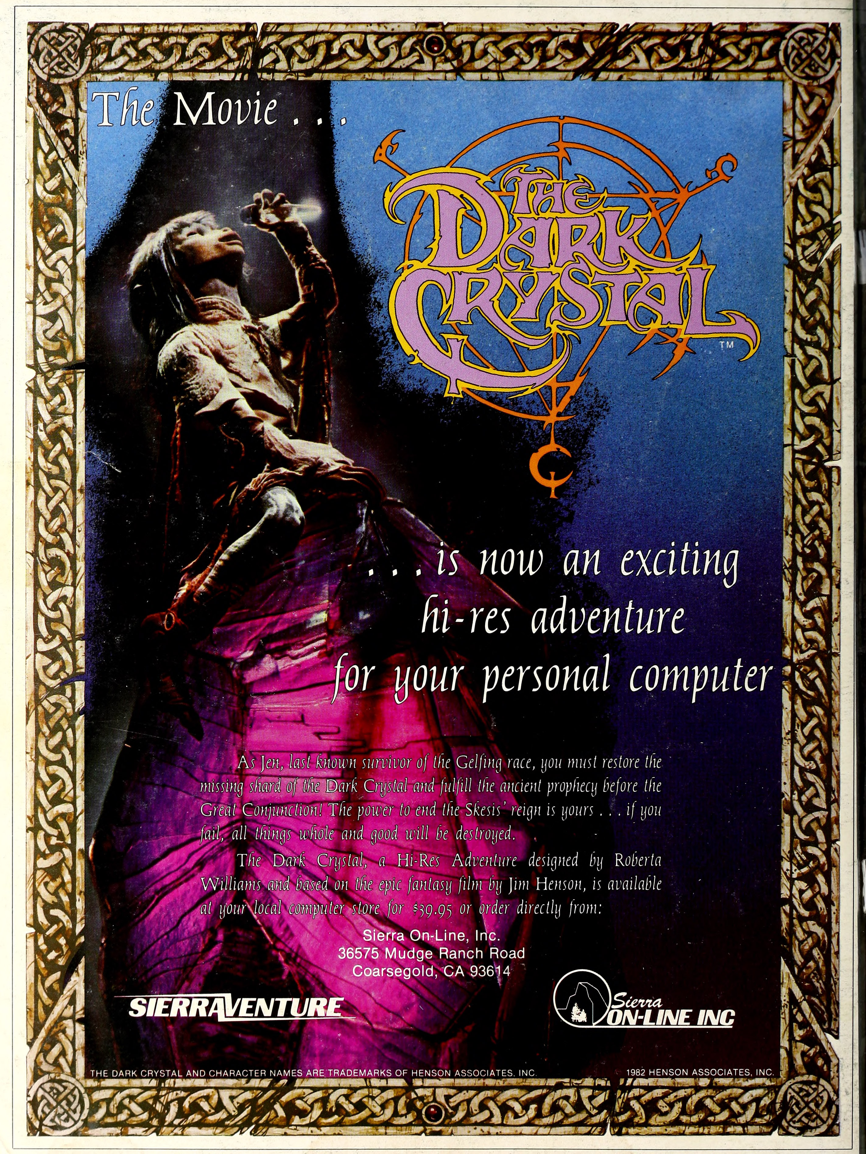 The Movie . . .
THE
DARK
CRYSTAL
TM
. . . is now an exciting
hi-res adventure
for your personal computer
As Jen, last known survivor of the Gelfing race, you must restore the
missing shard of the Dark Crystal and fulfill the ancient prophecy before the
Great Conjunction! The power to end the Skesis' reign is yours . . . if you
fail, all things whole and good will be destroyed.
The Dark Crystal, a Hi-Res Adventure designed by Roberta
Williams and based on the epic fantasy film by Jim Henson, is available
at your local computer store for $39.95 or order directly from:
Sierra On-Line, Inc.
36575 Mudge Ranch Road
Coarsegold, CA 93614
SIERRAVENTURE
Sierra
ON-LINE INC
THE DARK CRYSTAL AND CHARACTER NAMES ARE TRADEMARKS OF HENSON ASSOCIATES, INC.
1982 HENSON ASSOCIATES, INC.